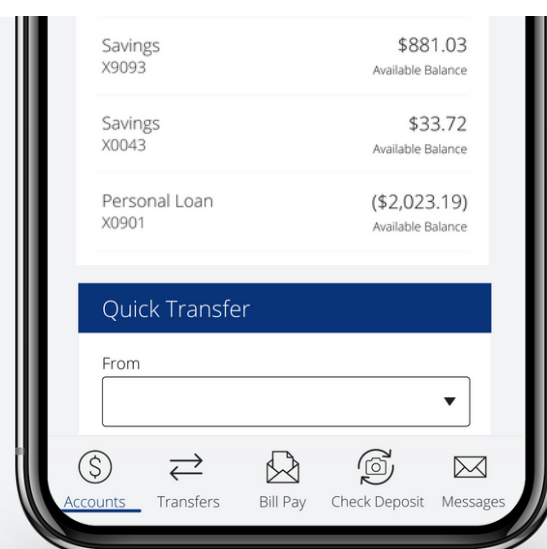 Savings
$881.03
X9093
Available Balance
Savings
$33.72
X0043
Available Balance
Personal Loan
($2,023.19)
X0901
Available Balance
Quick Transfer
From
Accounts
Transfers
Bill Pay
Check Deposit
Messages